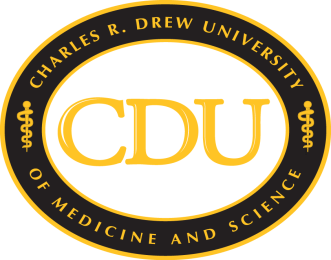 CHARLES R. DREW UNIVERSITY
CDU
OF MEDICINE AND SCIENCE